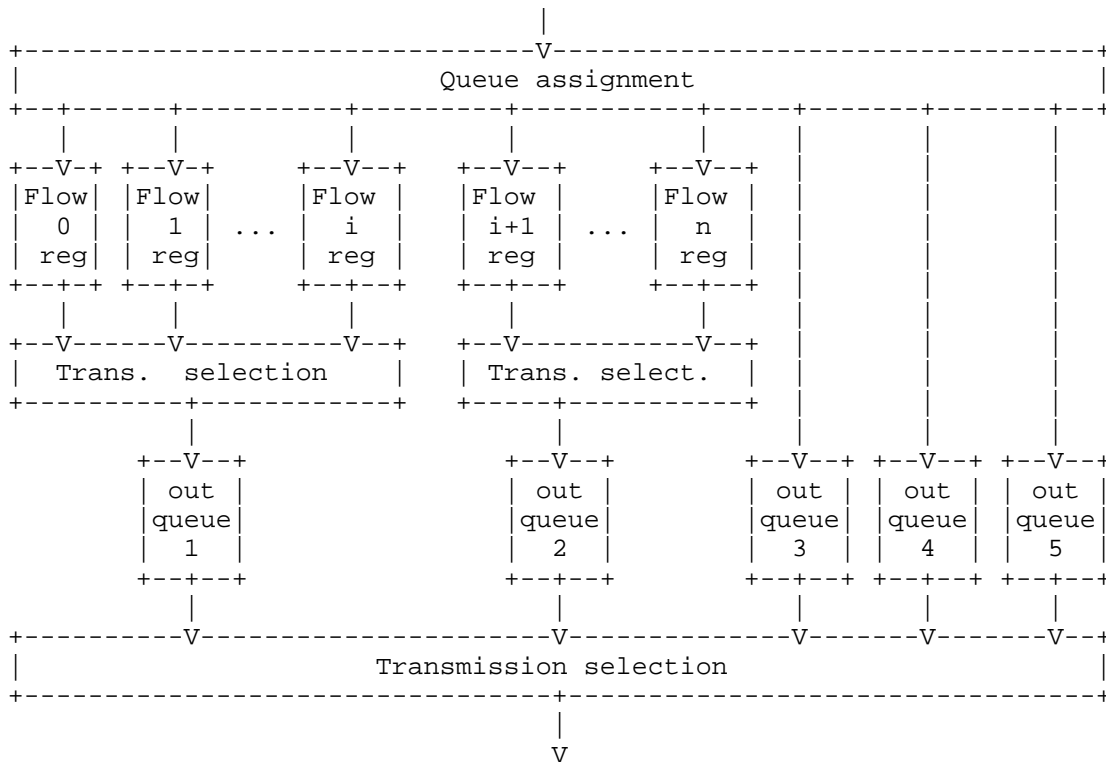 Queue assignment
Flow Flow Flow Flow Flow
0 1 ... i i+1 ... n
reg reg reg reg reg
Trans. selection Trans. select.
out out out out out
queue queue queue queue queue
1 2 3 4 5
Transmission selection